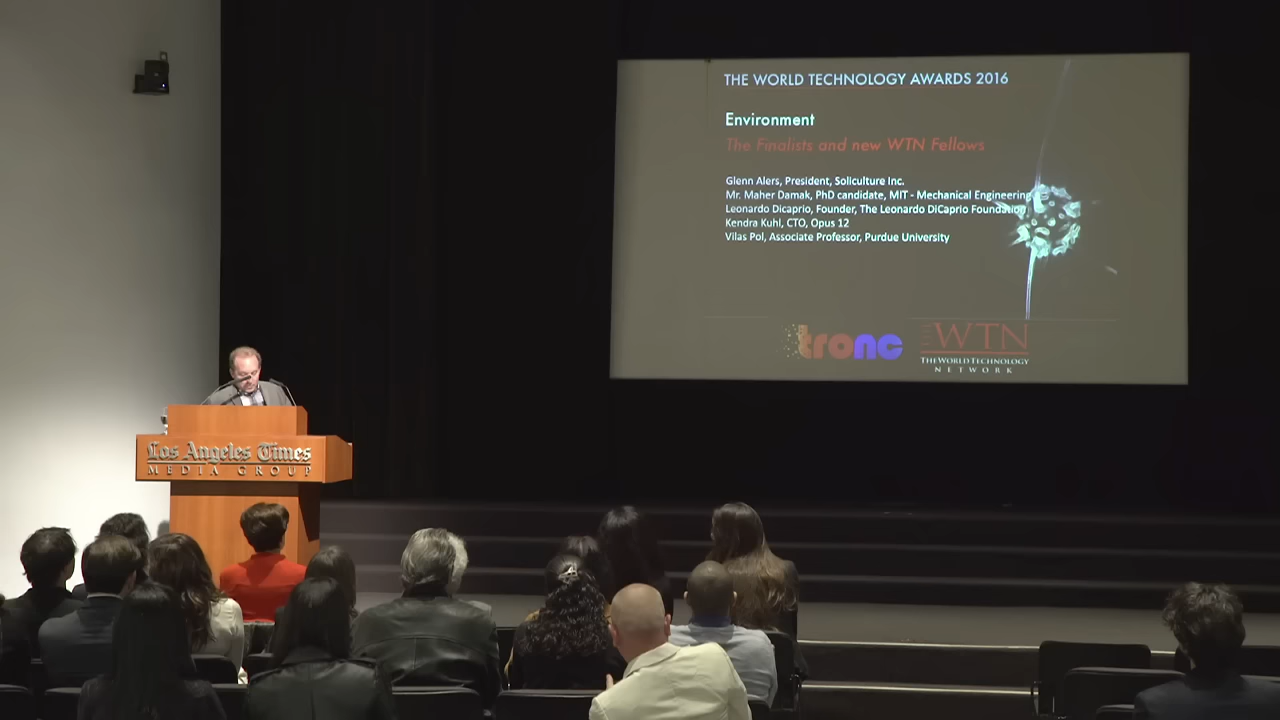 THE WORLD TECHNOLOGY AWARDS 2016
Environment
The Finalists and new WTN Fellows
Glenn Alers, President, Soliculture Inc.
Mr. Maher Damak, PhD candidate, MIT - Mechanical Engineering
Leonardo Dicaprio, Founder, The Leonardo DiCaprio Foundation
Kendra Kuhl, CTO, Opus 12
Vilas Pol, Associate Professor, Purdue University
tronc
THE WTN
THE WORLD TECHNOLOGY
NETWORK
Los Angeles Times
MEDIA GROUP